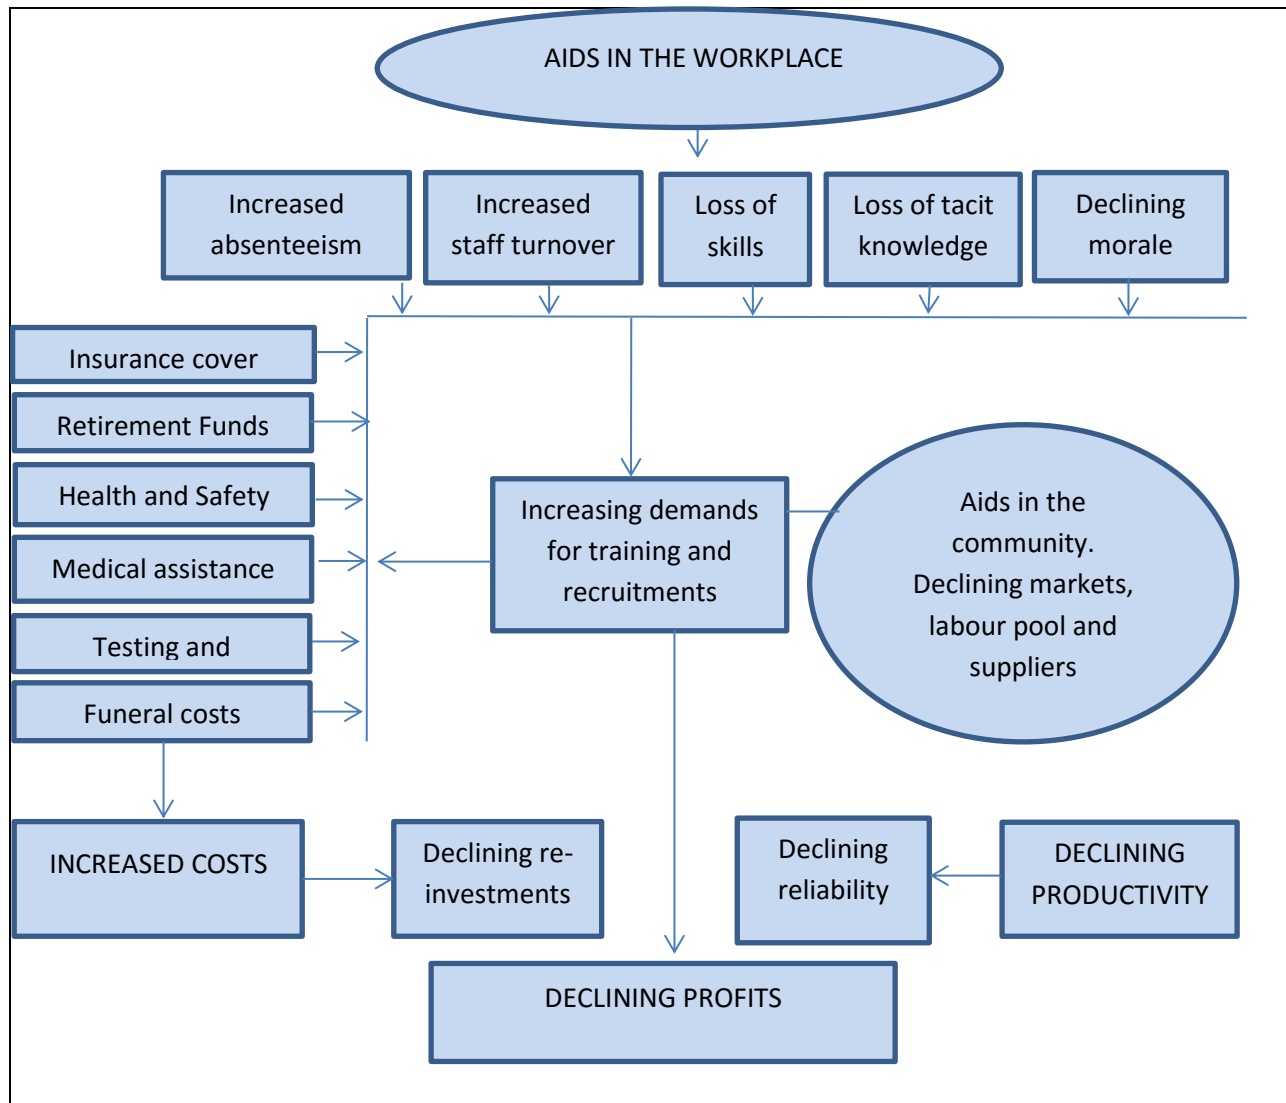 AIDS IN THE WORKPLACE
Increased
absenteeism
Increased
staff turnover
Loss of
skills
Loss of tacit
knowledge
Declining
morale
Insurance cover
Retirement Funds
Health and Safety
Medical assistance
Testing and
Funeral costs
Increasing demands
for training and
recruitments
Aids in the
community.
Declining markets,
labour pool and
suppliers
INCREASED COSTS
Declining re-
investments
Declining
reliability
DECLINING
PRODUCTIVITY
DECLINING PROFITS